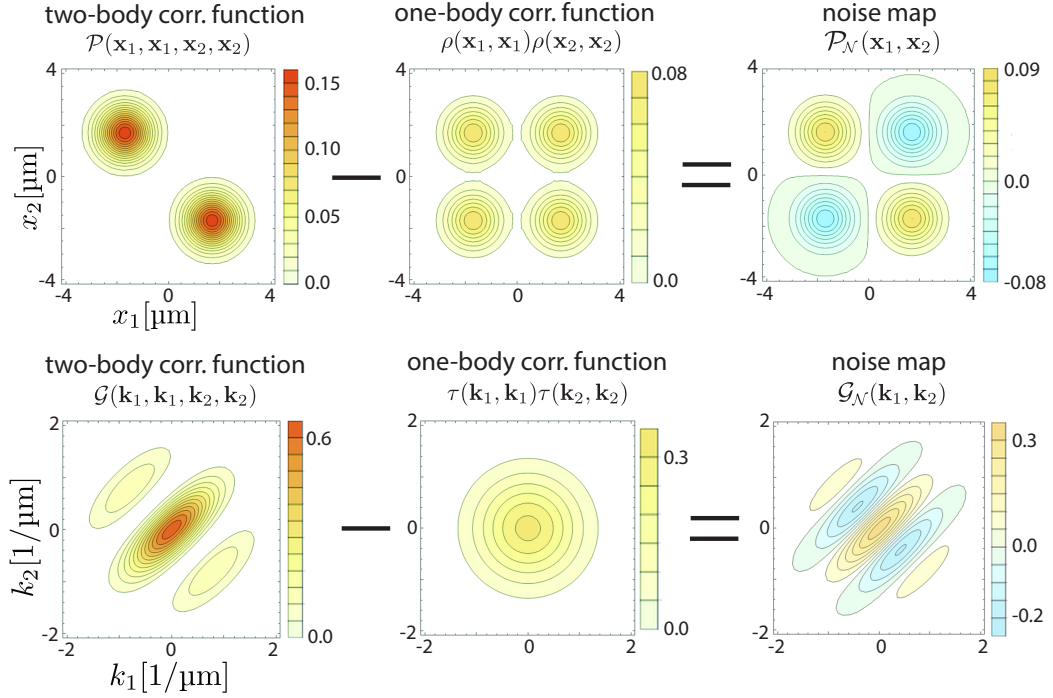 two-body corr. function
𝒫(x₁, x₁, x₂, x₂)
one-body corr. function
ρ(x₁, x₁)ρ(x₂, x₂)
noise map
𝒫_𝒩(x₁, x₂)
4
0
-4
x₂[µm]
-4 0 4
x₁[µm]
0.15
0.10
0.05
0.0
4
0
-4
-4 0 4
0.08
0.0
4
0
-4
-4 0 4
0.09
0.0
-0.08
two-body corr. function
𝒢(k₁, k₁, k₂, k₂)
one-body corr. function
τ(k₁, k₁)τ(k₂, k₂)
noise map
𝒢_𝒩(k₁, k₂)
2
0
-2
k₂[1/µm]
-2 0 2
k₁[1/µm]
0.6
0.0
2
0
-2
-2 0 2
0.3
0.0
2
0
-2
-2 0 2
0.3
0.0
-0.2